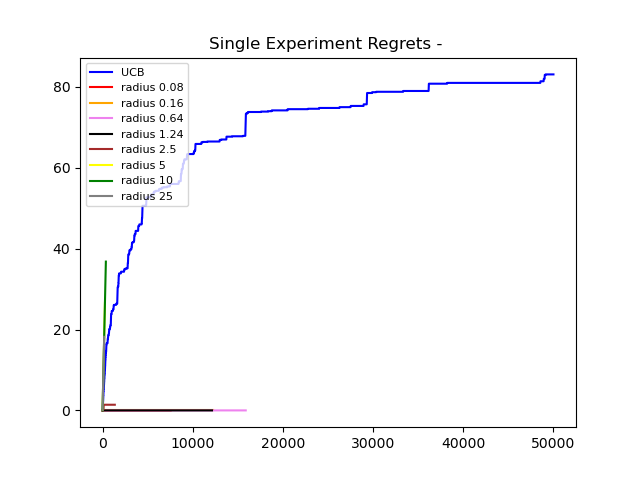 Single Experiment Regrets -
UCB
radius 0.08
radius 0.16
radius 0.64
radius 1.24
radius 2.5
radius 5
radius 10
radius 25
80
60
40
20
0
0 10000 20000 30000 40000 50000